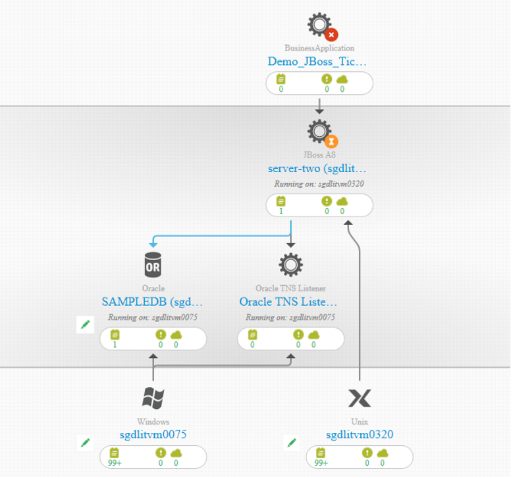 BusinessApplication
Demo_JBoss_Tic...
0 0 0
JBoss AS
server-two (sgdlit...
Running on: sgdlitvm0320
1 0 0
OR
Oracle
SAMPLEDB (sgd...
Running on: sgdlitvm0075
1 0 0
Oracle TNS Listener
Oracle TNS Liste...
Running on: sgdlitvm0075
0 0 0
Windows
sgdlitvm0075
99+ 0 0
Unix
sgdlitvm0320
99+ 0 0